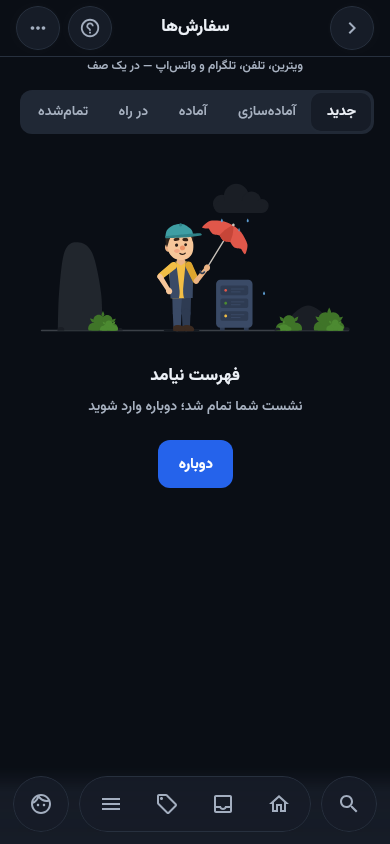 سفارش‌ها
ویترین، تلفن، تلگرام و واتس‌اپ — در یک صف
جدید
آماده‌سازی
آماده
در راه
تمام‌شده
فهرست نیامد
نشست شما تمام شد؛ دوباره وارد شوید
دوباره